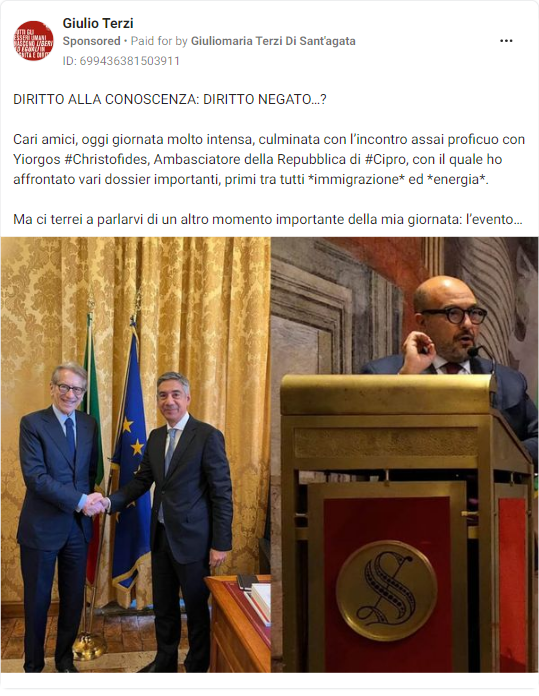 Giulio Terzi
Sponsored • Paid for by Giuliomaria Terzi Di Sant'agata
ID: 699436381503911
DIRITTO ALLA CONOSCENZA: DIRITTO NEGATO...?
Cari amici, oggi giornata molto intensa, culminata con l'incontro assai proficuo con
Yiorgos #Christofides, Ambasciatore della Repubblica di #Cipro, con il quale ho
affrontato vari dossier importanti, primi tra tutti *immigrazione* ed *energia*.
Ma ci terrei a parlarvi di un altro momento importante della mia giornata: l'evento...
S